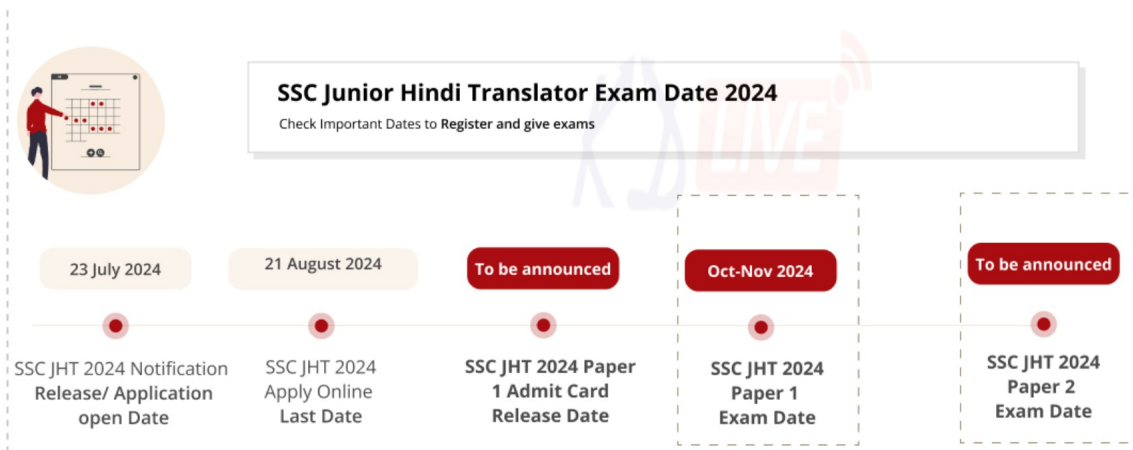 SSC Junior Hindi Translator Exam Date 2024
Check Important Dates to Register and give exams
LIVE
23 July 2024
SSC JHT 2024 Notification
Release/ Application
open Date
21 August 2024
SSC JHT 2024
Apply Online
Last Date
To be announced
SSC JHT 2024 Paper
1 Admit Card
Release Date
Oct-Nov 2024
SSC JHT 2024
Paper 1
Exam Date
To be announced
SSC JHT 2024
Paper 2
Exam Date